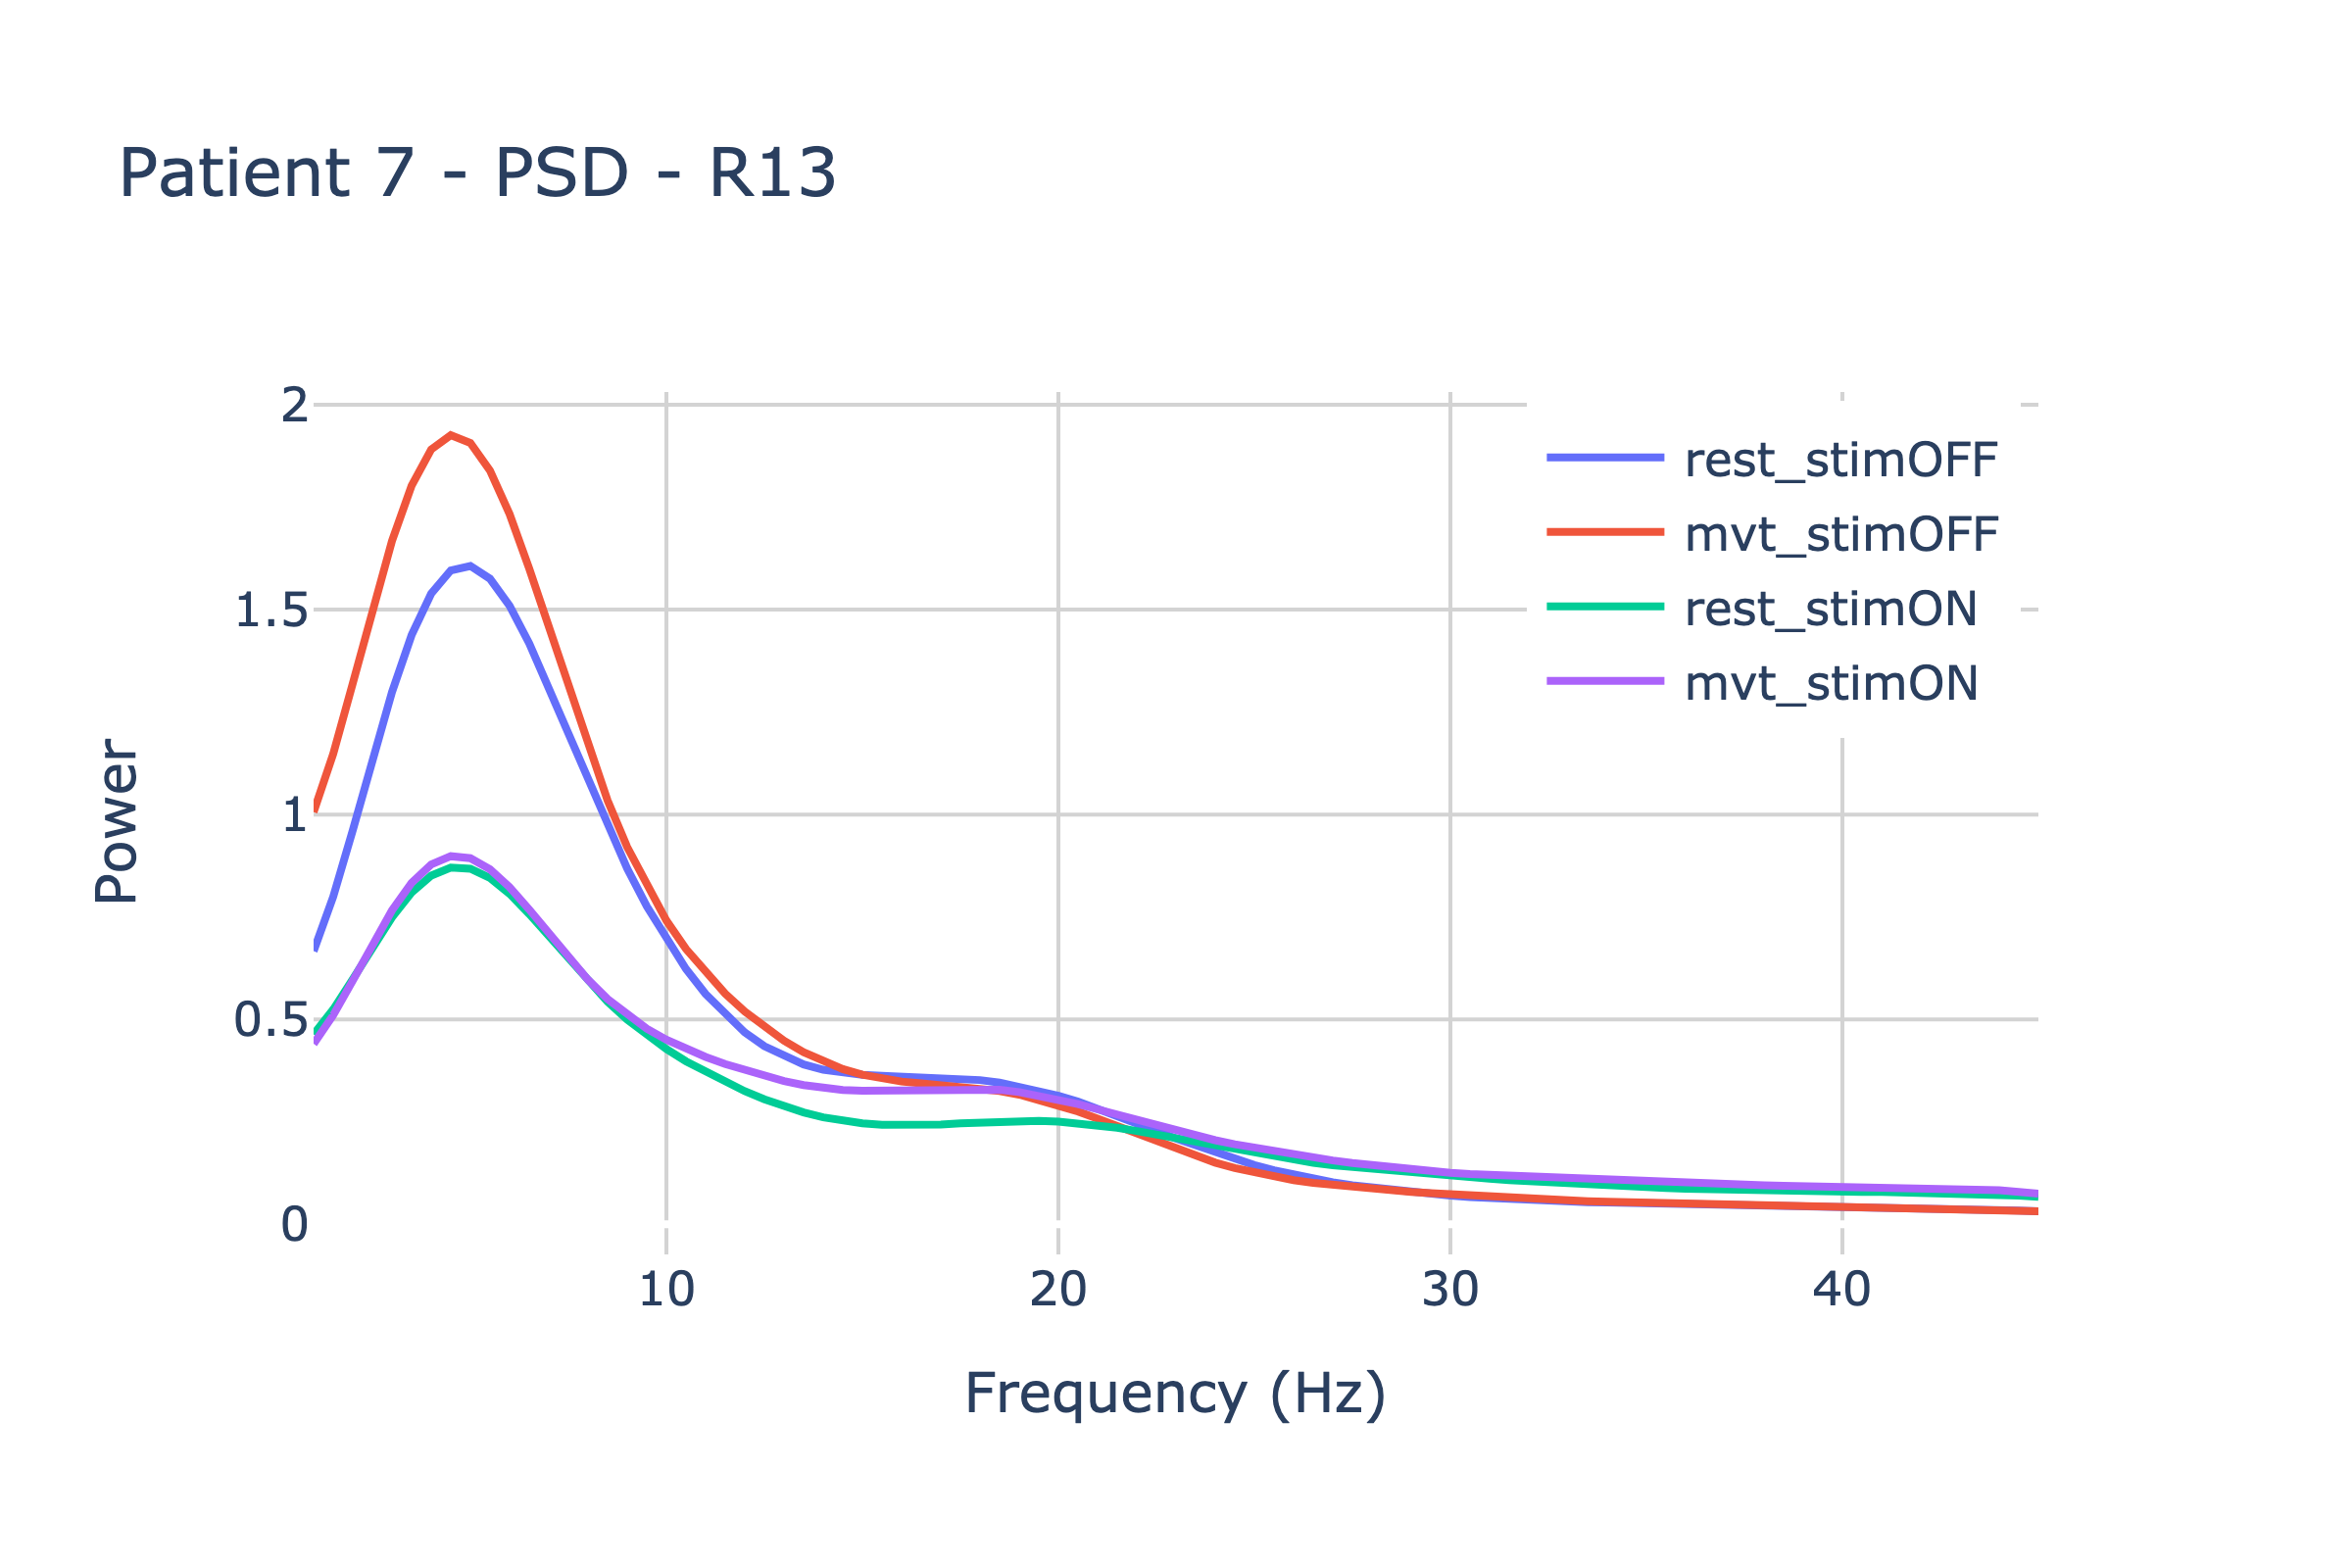 Patient 7 - PSD - R13
2
1.5
1
0.5
0
Power
rest_stimOFF
mvt_stimOFF
rest_stimON
mvt_stimON
10 20 30 40
Frequency (Hz)